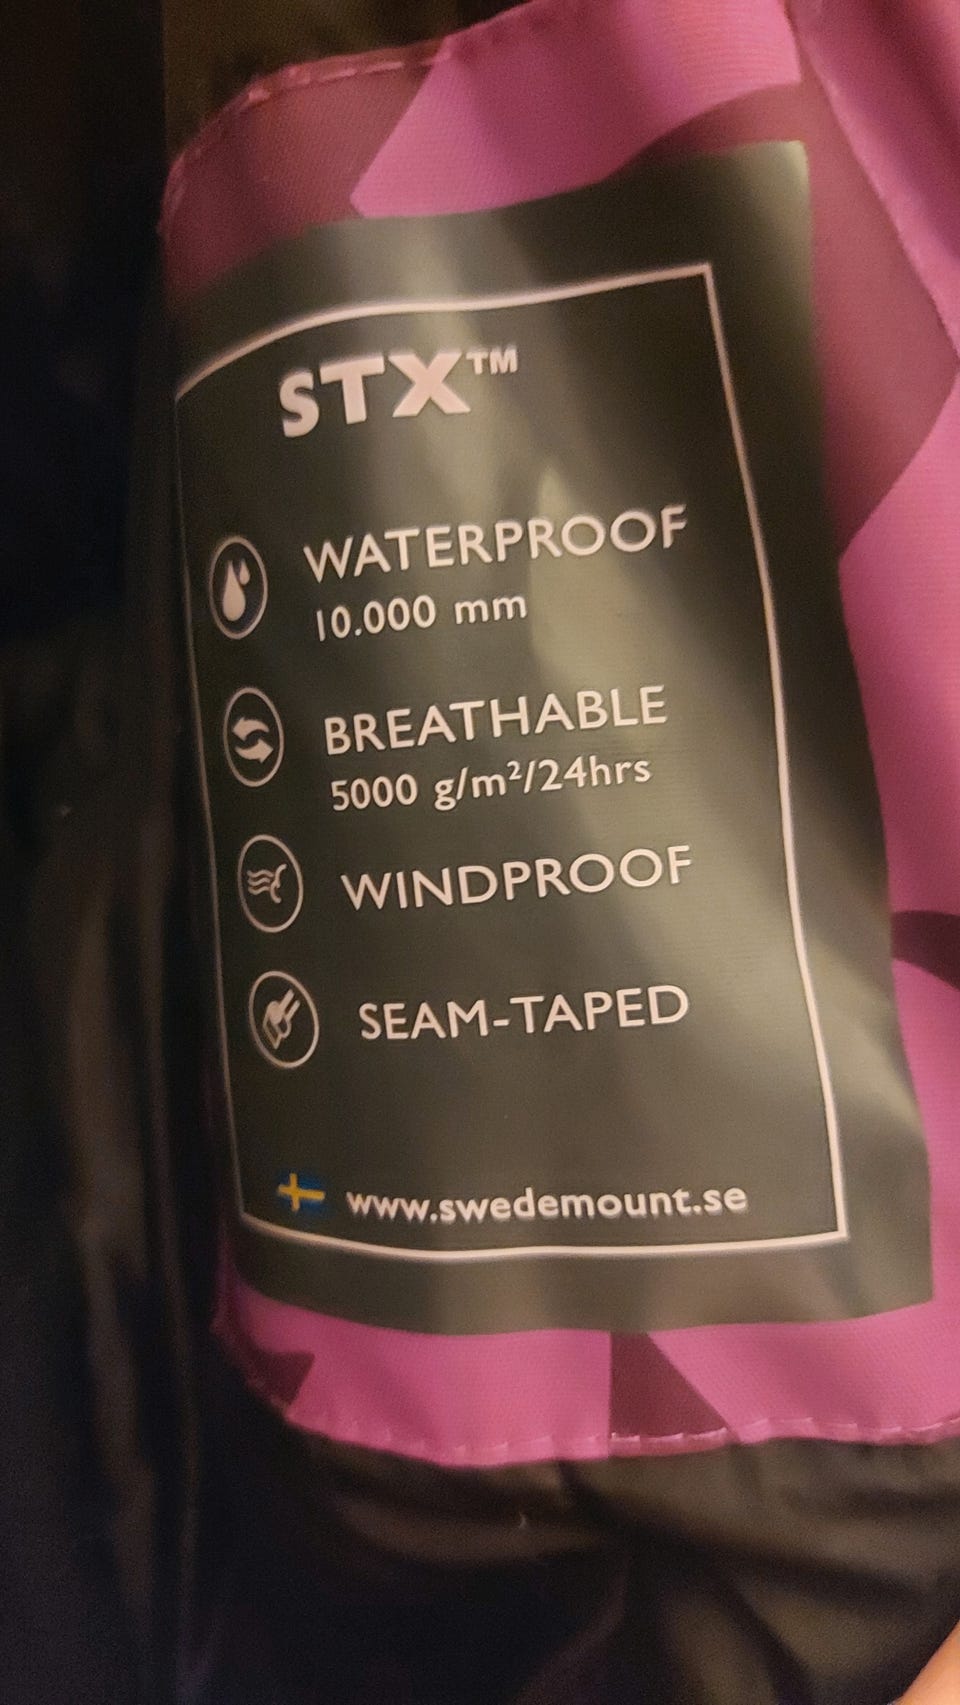 STX™
WATERPROOF
10.000 mm
BREATHABLE
5000 g/m²/24hrs
WINDPROOF
SEAM-TAPED
www.swedemount.se